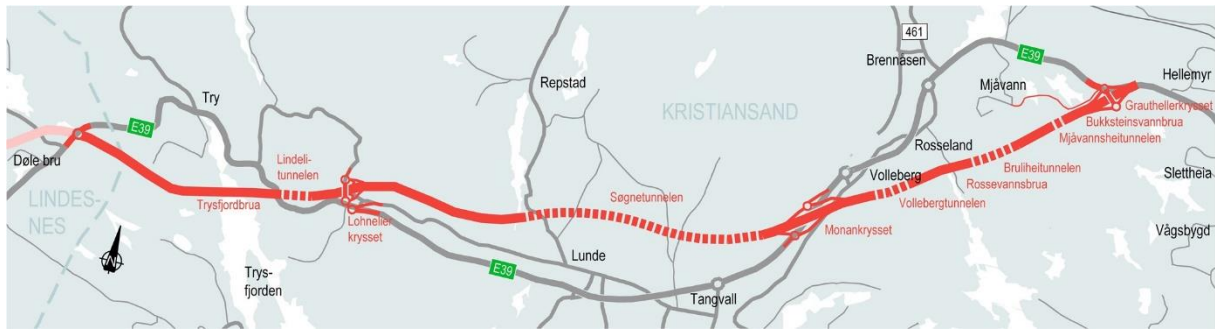 461
Brennåsen
E39
Hellemyr
Mjåvann
Repstad
Try
E39
KRISTIANSAND
Grauthellerkrysset
Bukksteinsvannbrua
Mjåvannsheitunnelen
Rosseland
Døle bru
Lindeli-
tunnelen
Bruliheitunnelen
Volleberg
Rossevannsbrua
Slettheia
LINDES-
NES
Trysfjordbrua
Søgnetunnelen
Vollebergtunnelen
Lohnelier
krysset
Monankrysset
Vågsbygd
Lunde
E39
Trys-
fjorden
Tangvall